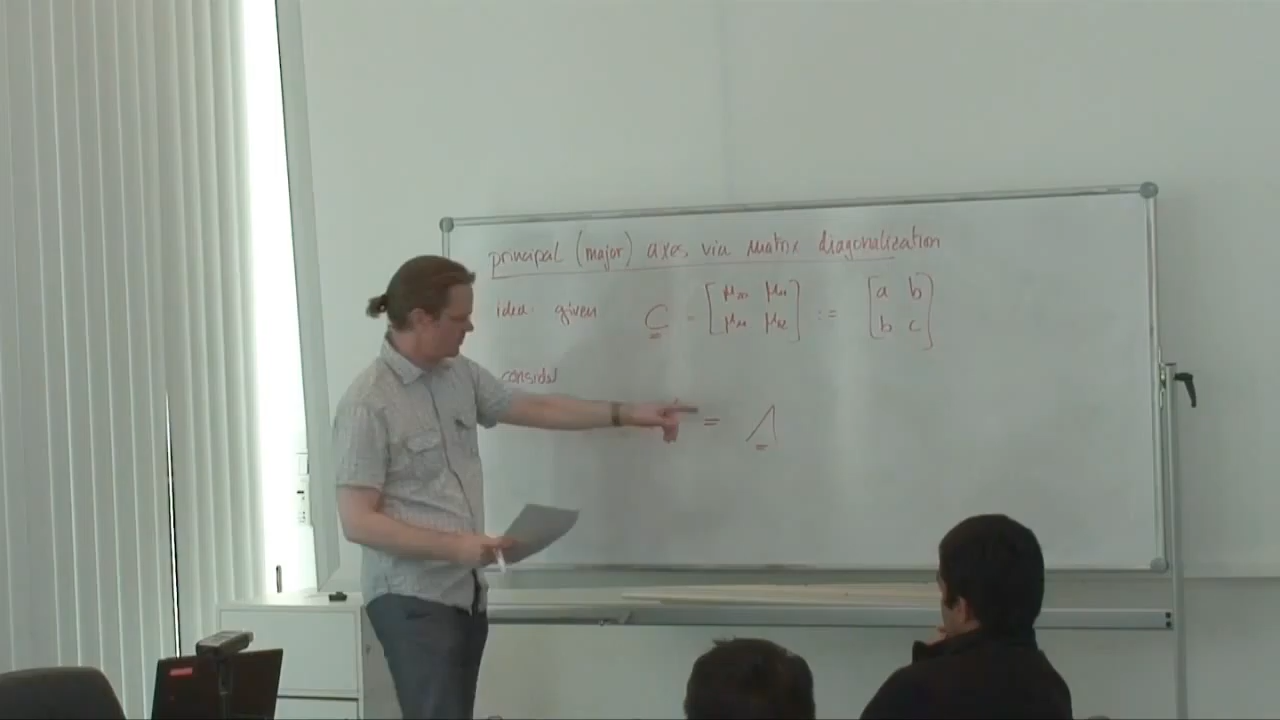 principal (major) axes, via matrix diagonalization
idea: given C = [μ₂₀ μ₁₁ := [a b
μ₁₁ μ₀₂] b c]
consider
= Λ